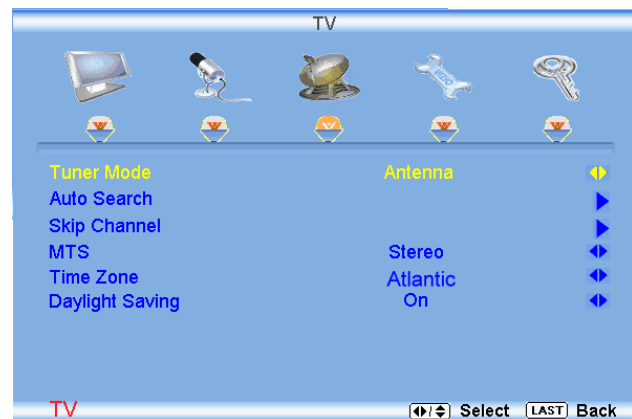 TV
VIZIO
Tuner Mode Antenna
Auto Search
Skip Channel
MTS Stereo
Time Zone Atlantic
Daylight Saving On
TV Select LAST Back